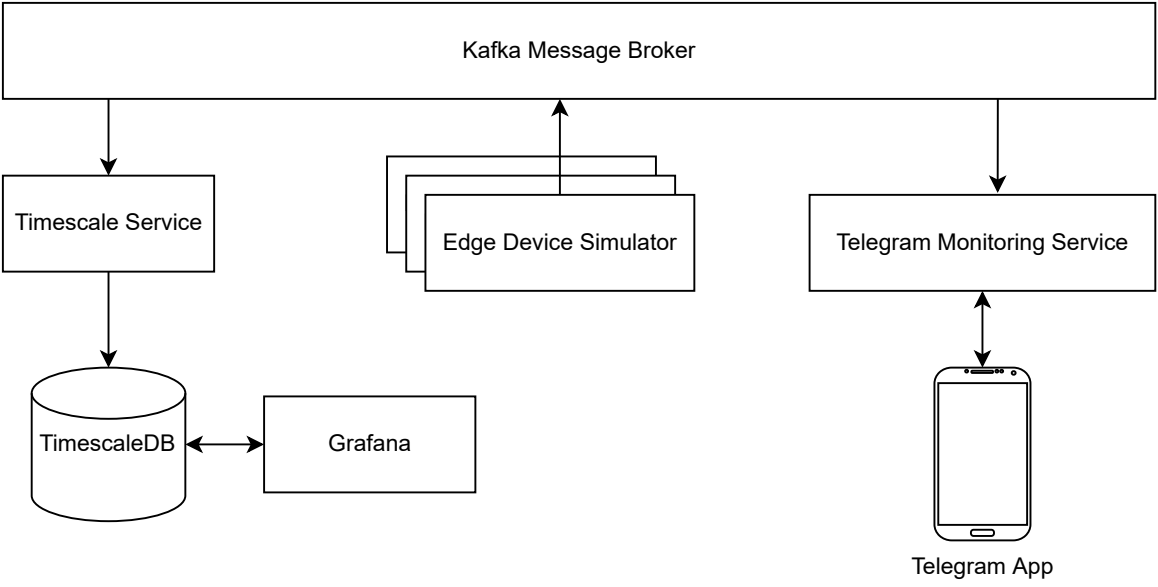 Kafka Message Broker
Timescale Service
Edge Device Simulator
Telegram Monitoring Service
TimescaleDB
Grafana
Telegram App